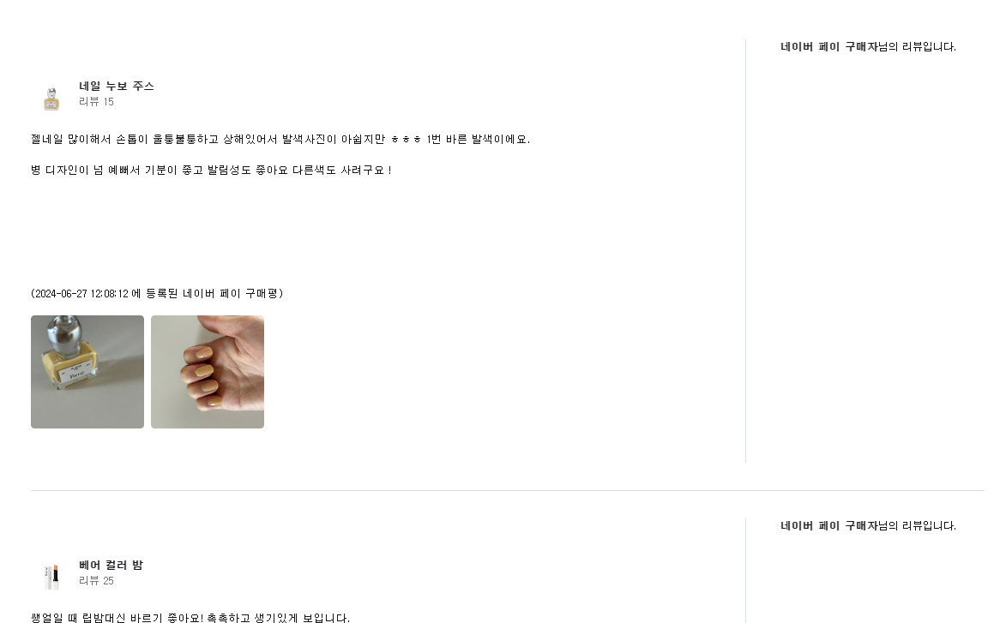 네이버 페이 구매자님의 리뷰입니다.
네일 누보 주스
리뷰 15
젤네일 많이해서 손톱이 울퉁불퉁하고 상해있어서 발색사진이 아쉽지만 ㅎㅎㅎ 1번 바른 발색이에요.
병 디자인이 넘 예뻐서 기분이 좋고 발림성도 좋아요 다른색도 사려구요 !
(2024-06-27 12:08:12 에 등록된 네이버 페이 구매평)
네이버 페이 구매자님의 리뷰입니다.
베어 컬러 밤
리뷰 25
쌩얼일 때 립밤대신 바르기 좋아요! 촉촉하고 생기있게 보입니다.